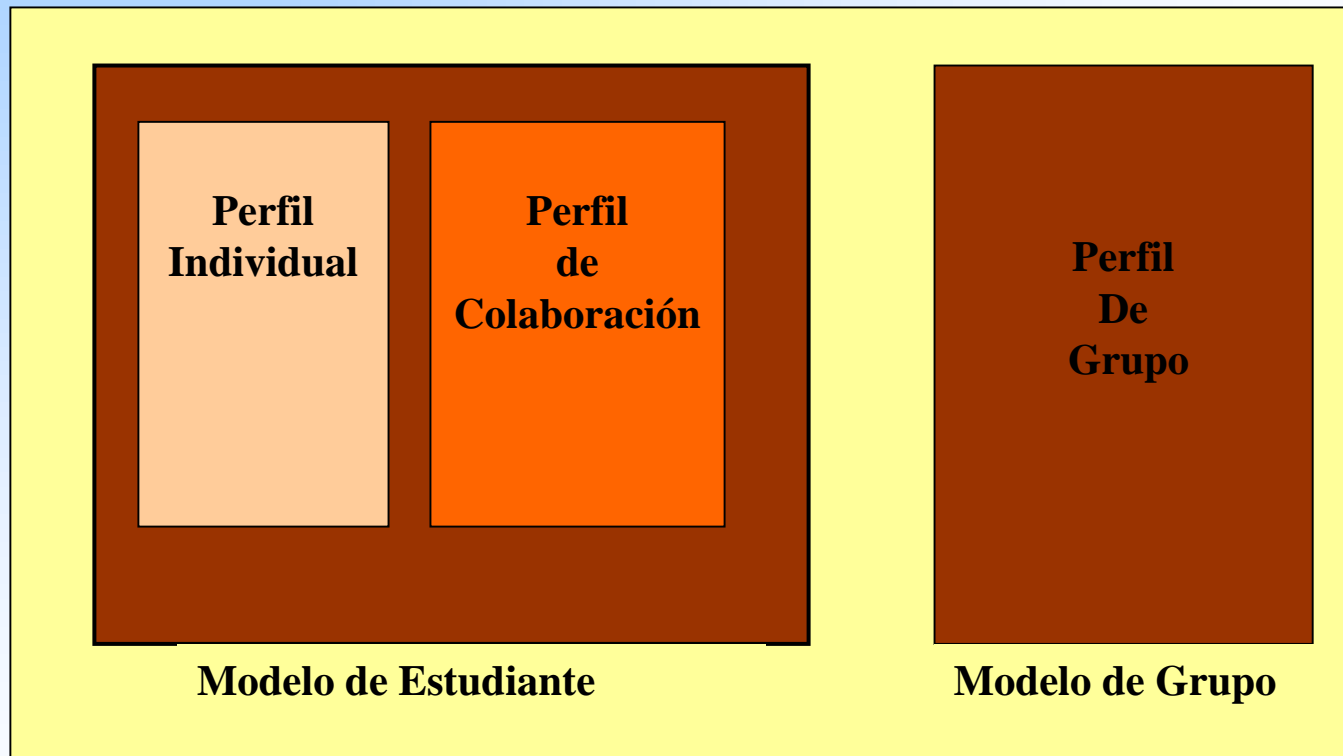 Perfil
Individual
Perfil
de
Colaboración
Perfil
De
Grupo
Modelo de Estudiante
Modelo de Grupo